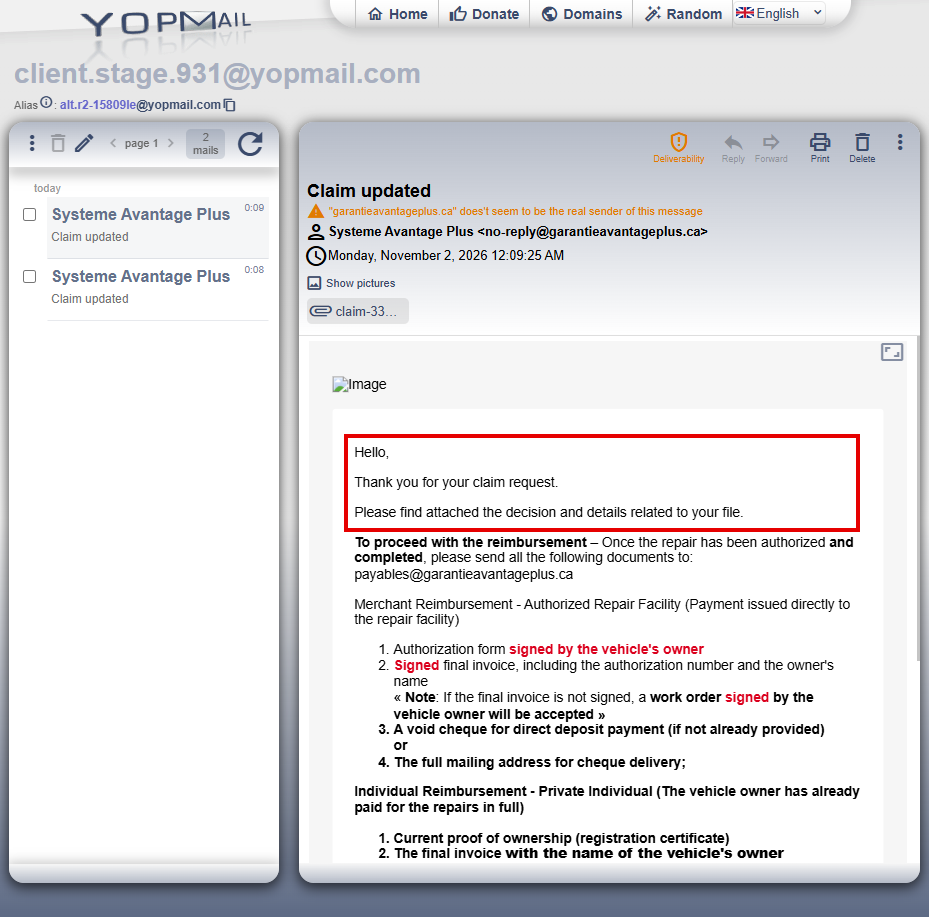 YOPMail
Home
Donate
Domains
Random
English
client.stage.931@yopmail.com
Alias : alt.r2-15809le@yopmail.com
page 1
2
mails
today
Systeme Avantage Plus
0:09
Claim updated
Systeme Avantage Plus
0:08
Claim updated
Deliverability
Reply
Forward
Print
Delete
Claim updated
"garantieavantageplus.ca" does't seem to be the real sender of this message
Systeme Avantage Plus <no-reply@garantieavantageplus.ca>
Monday, November 2, 2026 12:09:25 AM
Show pictures
claim-33...
Image
Hello,
Thank you for your claim request.
Please find attached the decision and details related to your file.
To proceed with the reimbursement – Once the repair has been authorized and
completed, please send all the following documents to:
payables@garantieavantageplus.ca
Merchant Reimbursement - Authorized Repair Facility (Payment issued directly to
the repair facility)
1. Authorization form signed by the vehicle's owner
2. Signed final invoice, including the authorization number and the owner's
name
« Note: If the final invoice is not signed, a work order signed by the
vehicle owner will be accepted »
3. A void cheque for direct deposit payment (if not already provided)
or
4. The full mailing address for cheque delivery;
Individual Reimbursement - Private Individual (The vehicle owner has already
paid for the repairs in full)
1. Current proof of ownership (registration certificate)
2. The final invoice with the name of the vehicle's owner